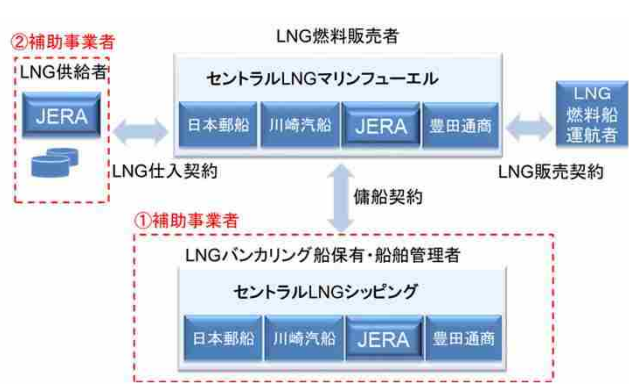 ②補助事業者
LNG供給者
JERA
LNG燃料販売者
セントラルLNGマリンフューエル
日本郵船
川崎汽船
JERA
豊田通商
LNG
燃料船
運航者
LNG仕入契約
LNG販売契約
傭船契約
①補助事業者
LNGバンカリング船保有・船舶管理者
セントラルLNGシッピング
日本郵船
川崎汽船
JERA
豊田通商